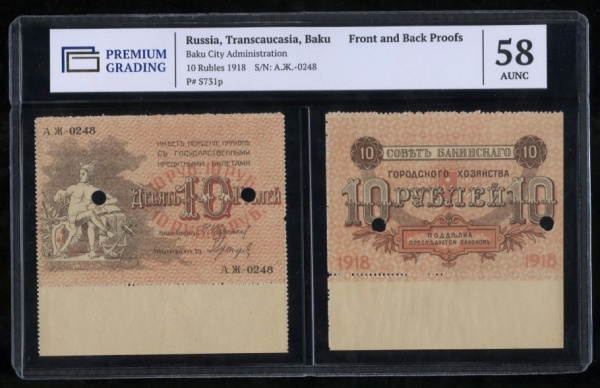 PREMIUM
GRADING
Russia, Transcaucasia, Baku Front and Back Proofs
Baku City Administration
10 Rubles 1918 S/N: А.Ж.-0248
P# S731p
58
AUNC
А Ж.-0248
ИМѢЕТЪ ХОЖДЕНІЕ НАРАВНѢ
СЪ ГОСУДАРСТВЕННЫМИ
КРЕДИТНЫМИ БИЛЕТАМИ
Десять 10 Рублей
А Ж.-0248
10 СОВѢТЪ БАКИНСКАГО 10
ГОРОДСКОГО ХОЗЯЙСТВА
10 РУБЛЕЙ 10
ПОДДѢЛКА
ПРЕСЛѢДУЕТСЯ ЗАКОНОМЪ
1918 1918